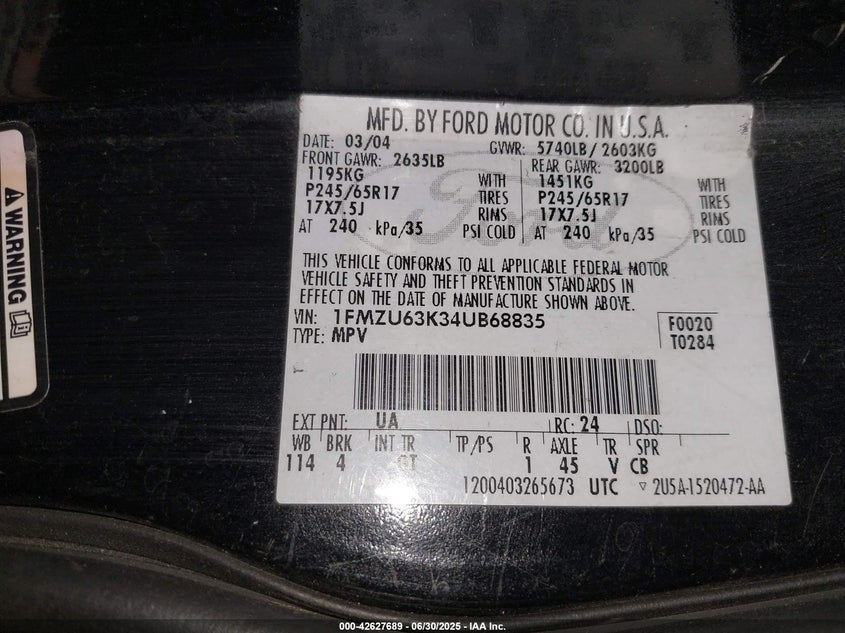 MFD. BY FORD MOTOR CO. IN U.S.A.
DATE: 03/04 GVWR: 5740LB/ 2603KG
FRONT GAWR: 2635LB REAR GAWR: 3200LB
1195KG WITH 1451KG WITH
P245/65R17 TIRES P245/65R17 TIRES
17X7.5J RIMS 17X7.5J RIMS
AT 240 kPa/35 PSI COLD AT 240 kPa/35 PSI COLD
Ford
THIS VEHICLE CONFORMS TO ALL APPLICABLE FEDERAL MOTOR
VEHICLE SAFETY AND THEFT PREVENTION STANDARDS IN
EFFECT ON THE DATE OF MANUFACTURE SHOWN ABOVE.
VIN: 1FMZU63K34UB68835 F0020
TYPE: MPV T0284
EXT PNT: UA RC: 24 DSO:
WB BRK INT TR TP/PS R AXLE TR SPR
114 4 1 45 V CB
1200403265673 UTC ▽ 2U5A-1520472-AA
WARNING
000-42627689 - 06/30/2025 - IAA Inc.